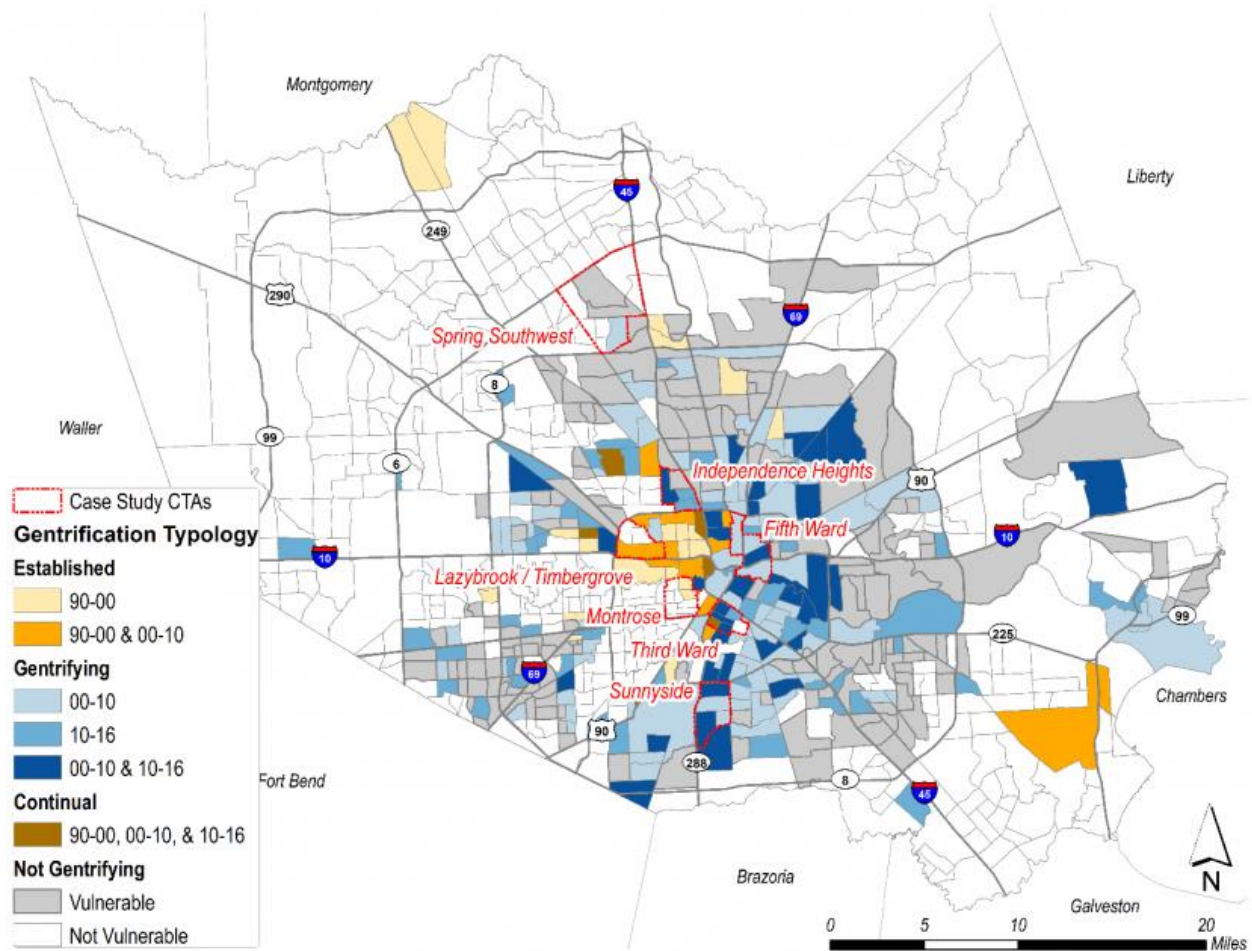 Montgomery
Liberty
45
249
290
69
Spring,Southwest
8
Waller
99
6
Independence Heights
90
Fifth Ward
10
10
Lazybrook / Timbergrove
Montrose
99
225
Third Ward
69
Sunnyside
Chambers
90
288
8
Fort Bend
45
Brazoria
Galveston
Case Study CTAs
Gentrification Typology
Established
90-00
90-00 & 00-10
Gentrifying
00-10
10-16
00-10 & 10-16
Continual
90-00, 00-10, & 10-16
Not Gentrifying
Vulnerable
Not Vulnerable
N
0 5 10 20
Miles